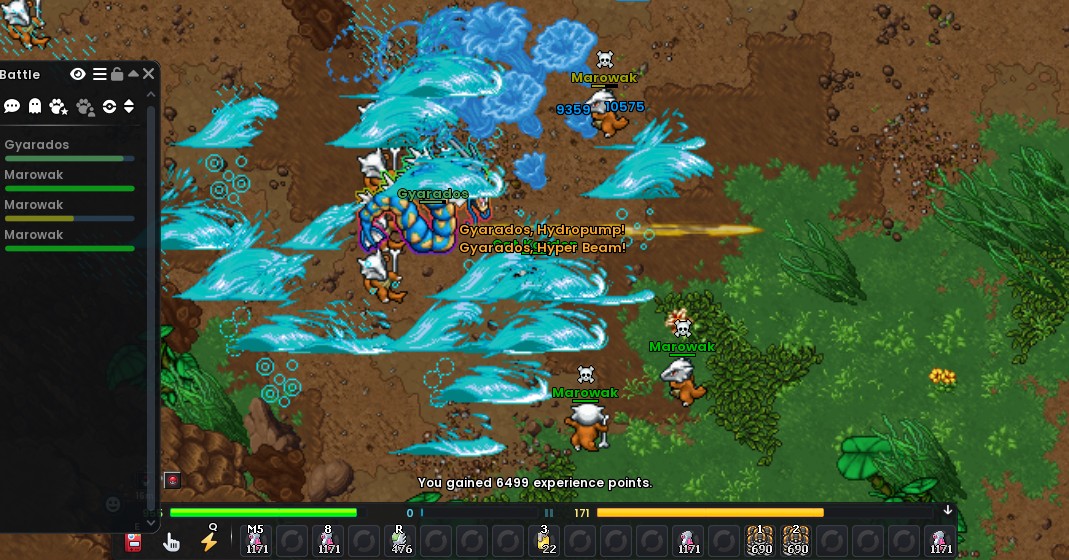 Battle
Gyarados
Marowak
Marowak
Marowak
Marowak
9359 10575
Gyarados
Gyarados, Hydropump!
Gyarados, Hyper Beam!
Marowak
Marowak
You gained 6499 experience points.
0
171
E
Q
M5
8
R
3
1
2
1171
1171
476
22
1171
690
690
1171